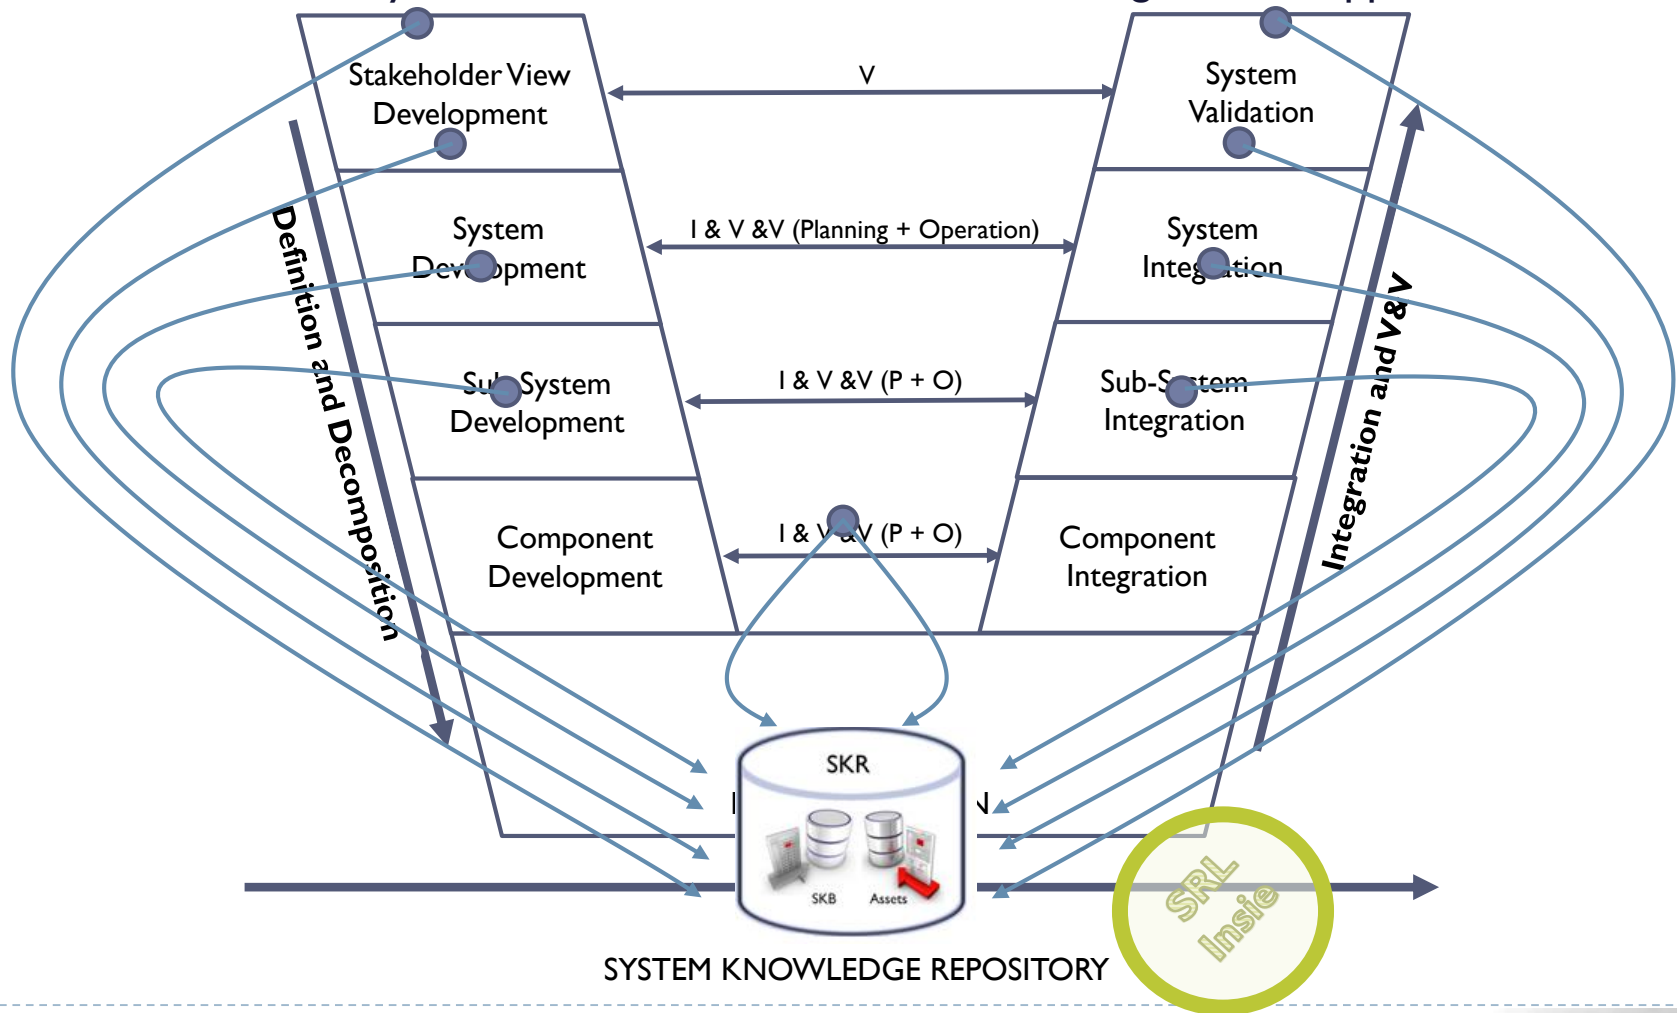 Stakeholder View
Development
V
System
Validation
System
Development
I & V &V (Planning + Operation)
System
Integration
Definition and Decomposition
Integration and V&V
Sub-System
Development
I & V &V (P + O)
Sub-System
Integration
Component
Development
I & V &V (P + O)
Component
Integration
SKR
SKB
Assets
SRL
Insie
SYSTEM KNOWLEDGE REPOSITORY